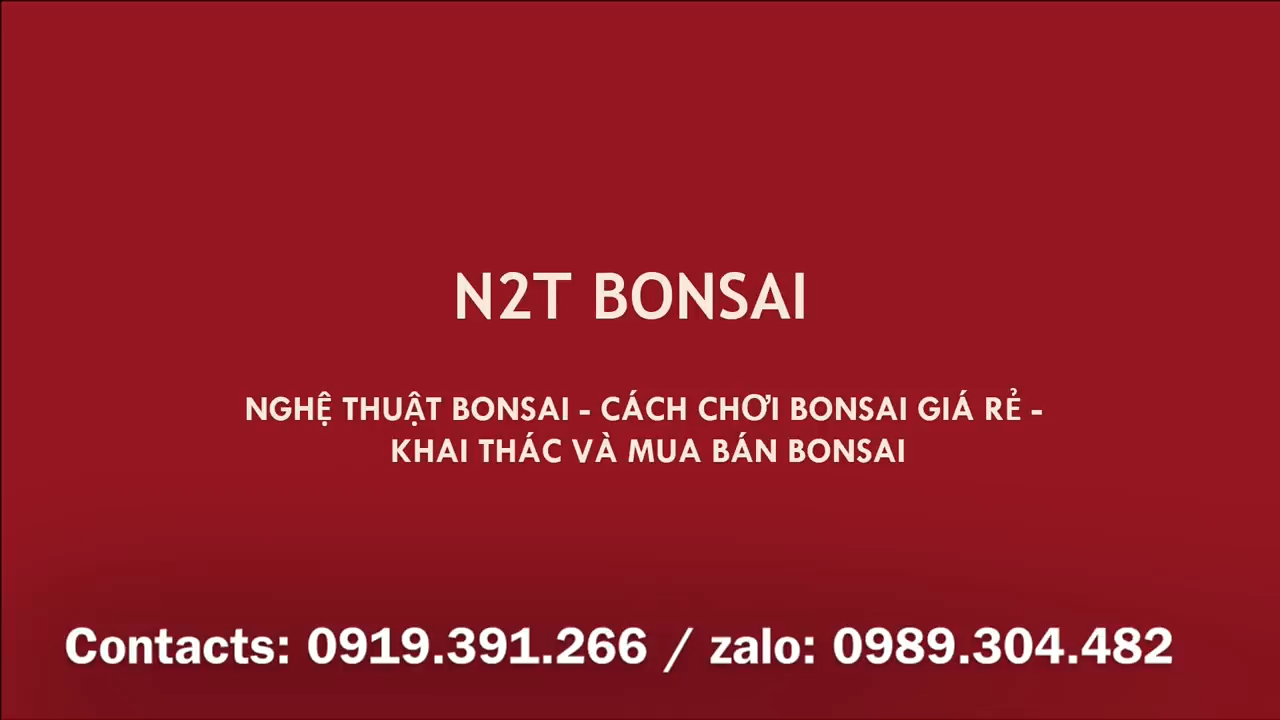 N2T BONSAI
NGHỆ THUẬT BONSAI - CÁCH CHƠI BONSAI GIÁ RẺ -
KHAI THÁC VÀ MUA BÁN BONSAI
Contacts: 0919.391.266 / zalo: 0989.304.482